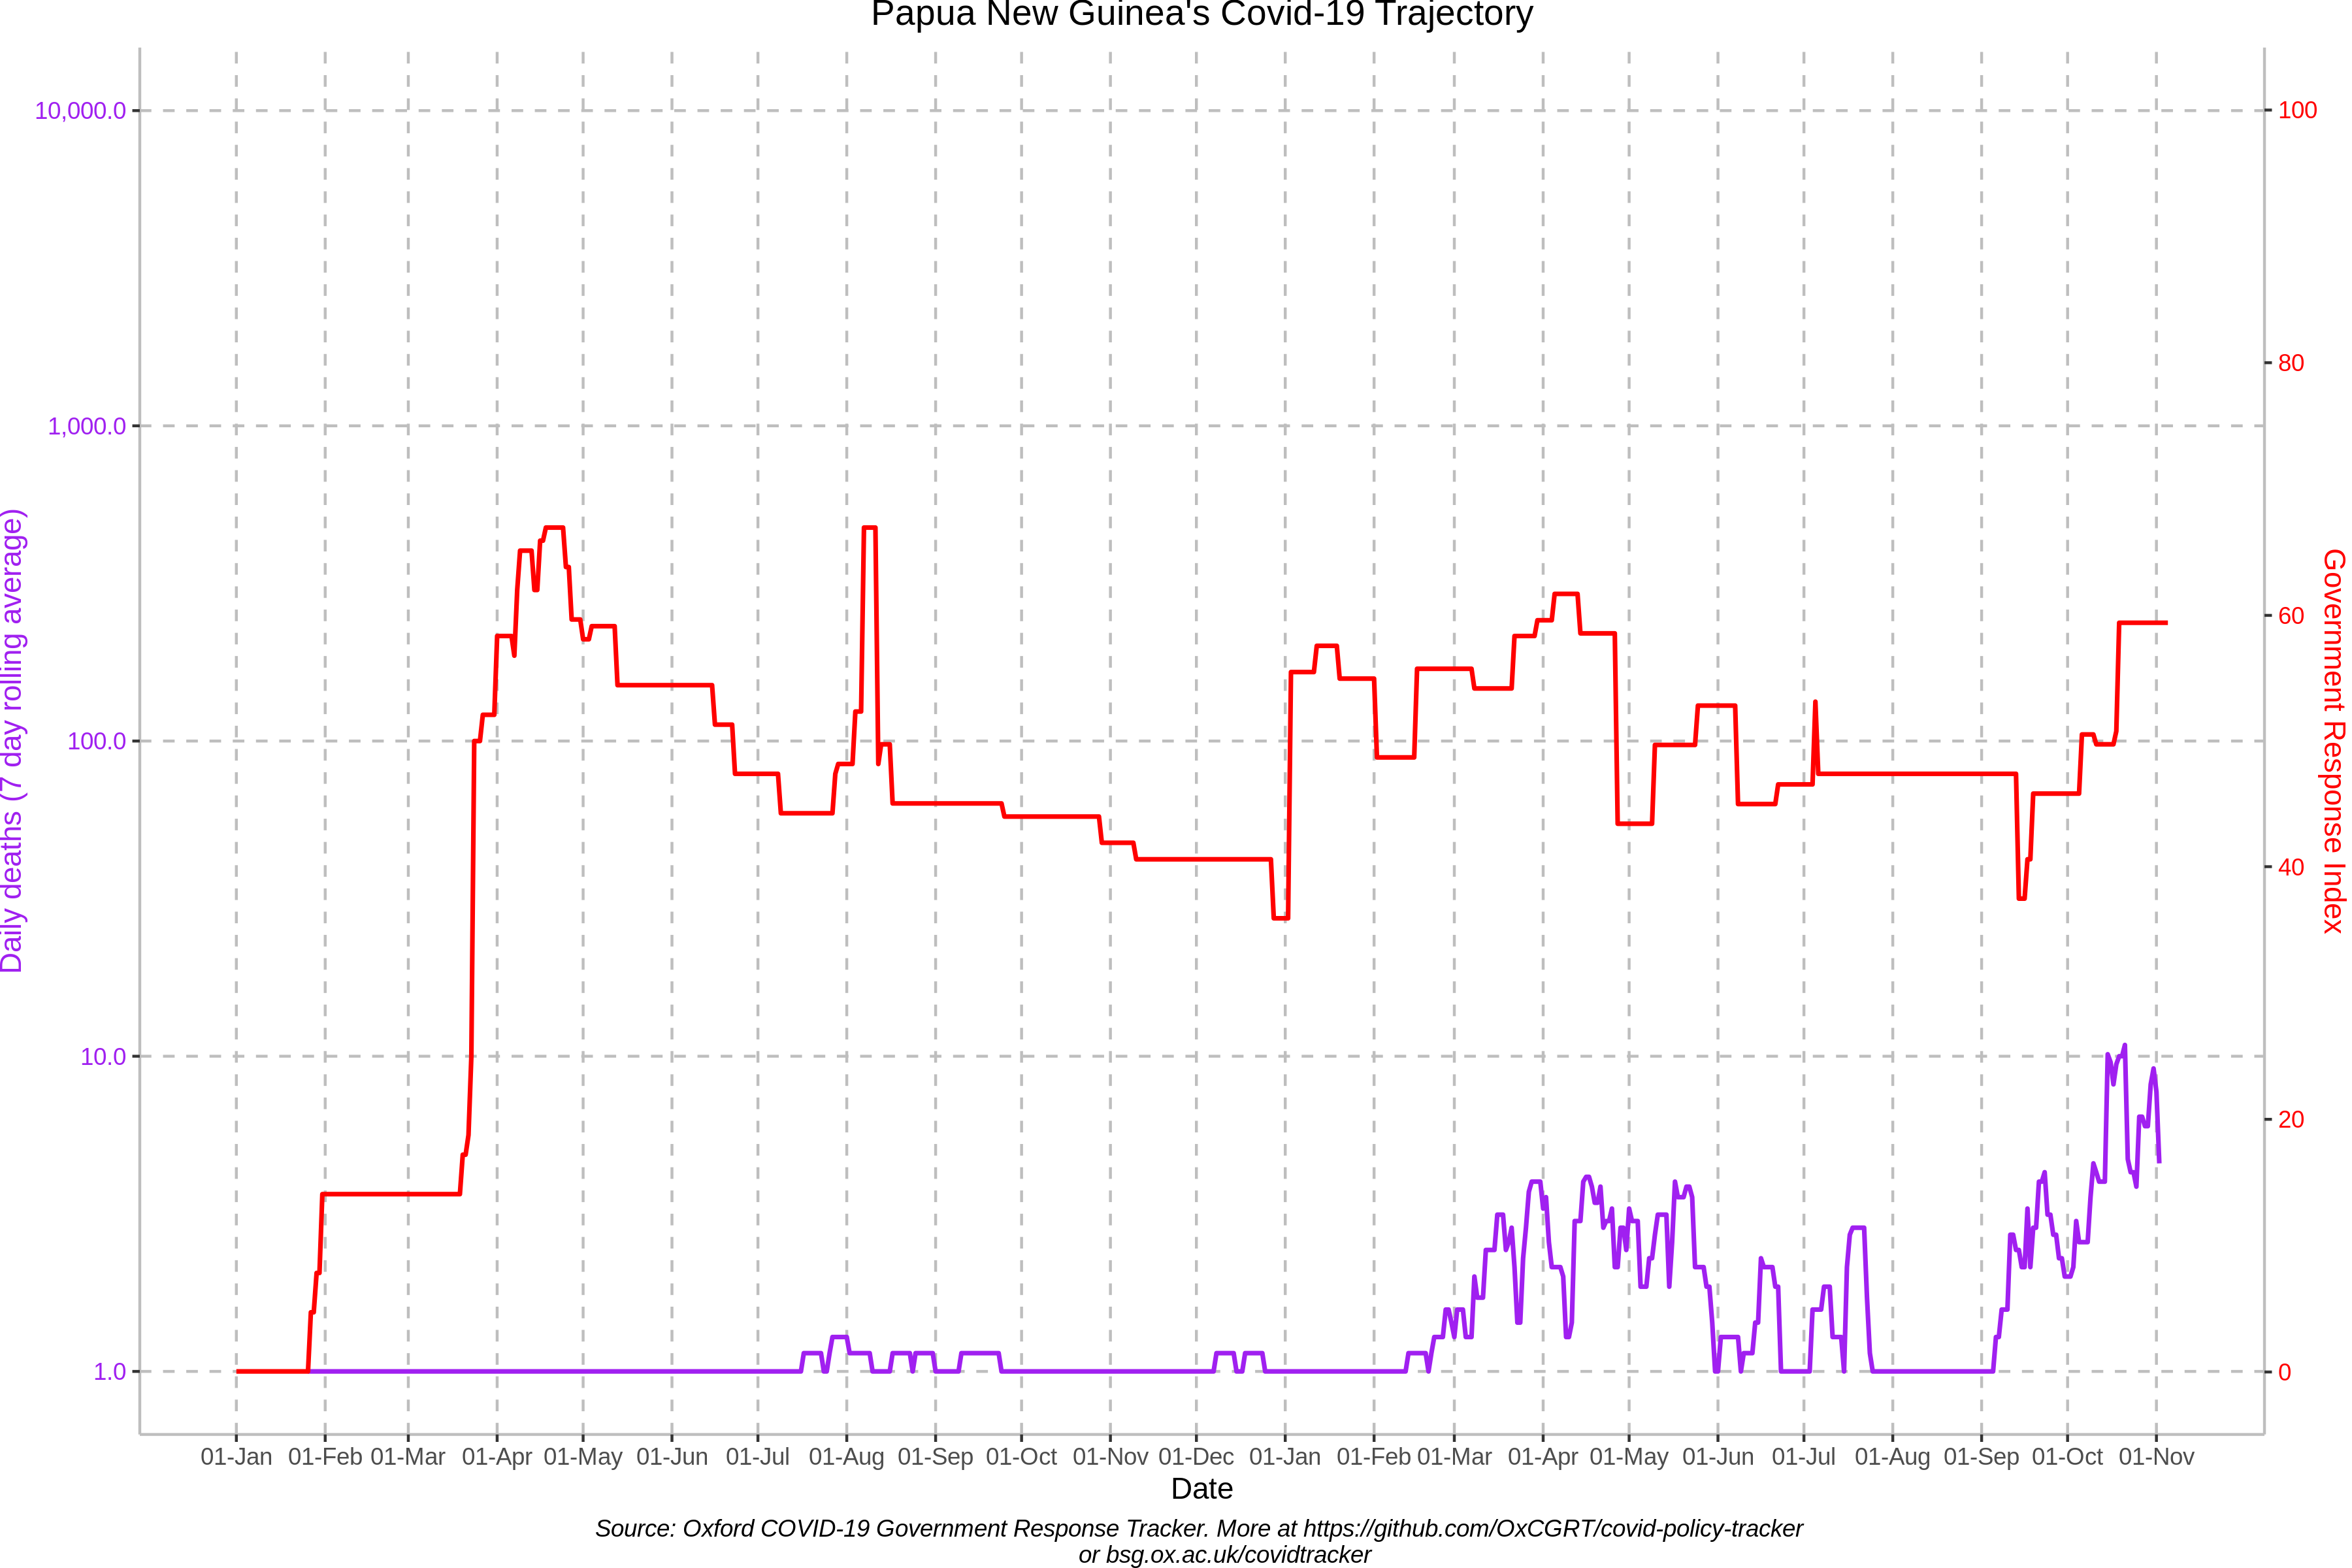 Papua New Guinea's Covid-19 Trajectory
Daily deaths (7 day rolling average)
10,000.0
1,000.0
100.0
10.0
1.0
100
80
60
40
20
0
Government Response Index
01-Jan 01-Feb 01-Mar 01-Apr 01-May 01-Jun 01-Jul 01-Aug 01-Sep 01-Oct 01-Nov 01-Dec 01-Jan 01-Feb 01-Mar 01-Apr 01-May 01-Jun 01-Jul 01-Aug 01-Sep 01-Oct 01-Nov
Date
Source: Oxford COVID-19 Government Response Tracker. More at https://github.com/OxCGRT/covid-policy-tracker
or bsg.ox.ac.uk/covidtracker